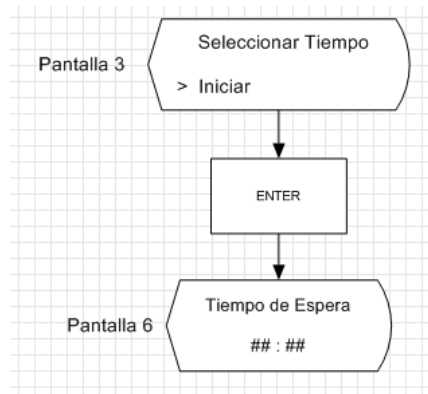 Seleccionar Tiempo
Pantalla 3
> Iniciar
ENTER
Tiempo de Espera
Pantalla 6
## : ##